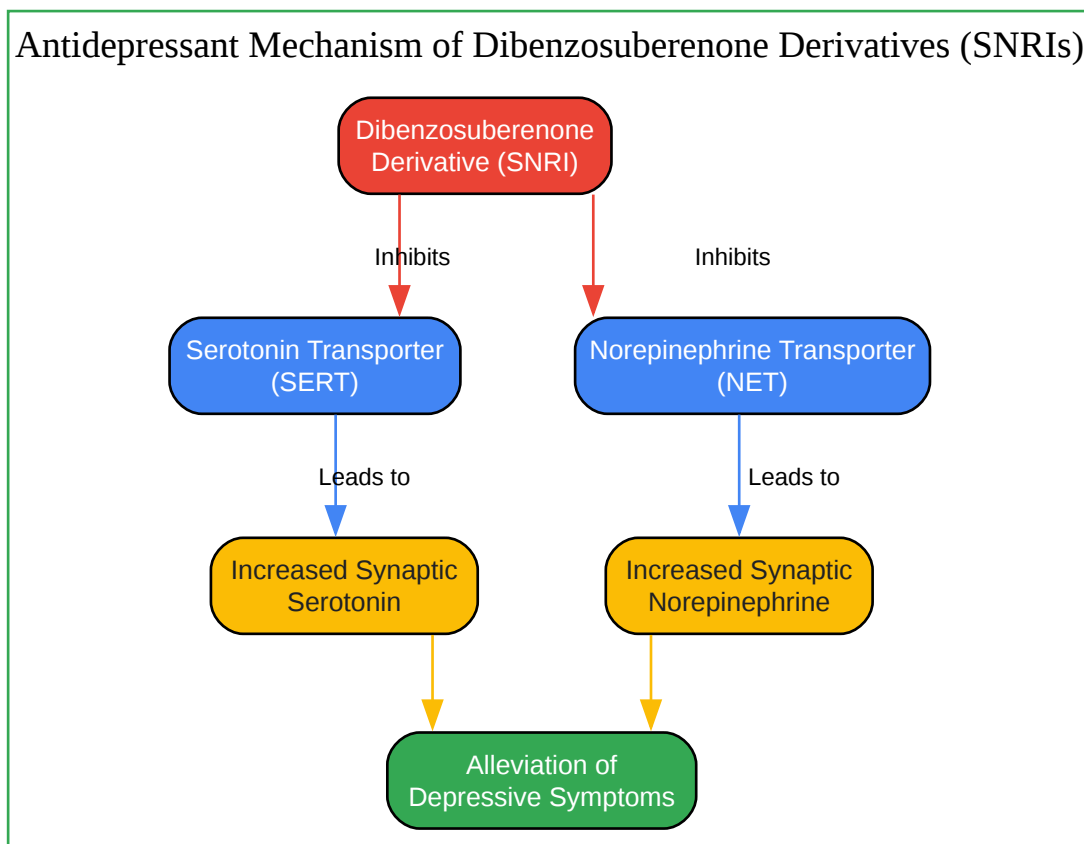 Antidepressant Mechanism of Dibenzosuberenone Derivatives (SNRIs)
Dibenzosuberenone
Derivative (SNRI)
Inhibits
Inhibits
Serotonin Transporter
(SERT)
Norepinephrine Transporter
(NET)
Leads to
Leads to
Increased Synaptic
Serotonin
Increased Synaptic
Norepinephrine
Alleviation of
Depressive Symptoms